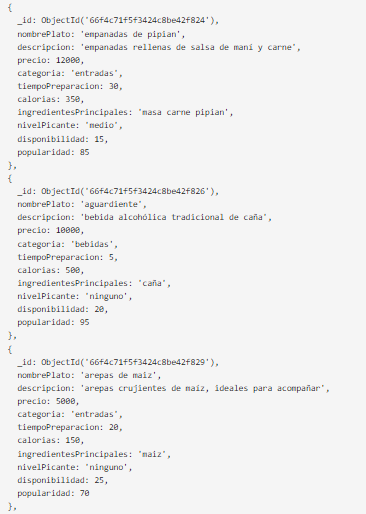 {
_id: ObjectId('66f4c71f5f3424c8be42f824'),
nombrePlato: 'empanadas de pipian',
descripcion: 'empanadas rellenas de salsa de maní y carne',
precio: 12000,
categoria: 'entradas',
tiempoPreparacion: 30,
calorias: 350,
ingredientesPrincipales: 'masa carne pipian',
nivelPicante: 'medio',
disponibilidad: 15,
popularidad: 85
},
{
_id: ObjectId('66f4c71f5f3424c8be42f826'),
nombrePlato: 'aguardiente',
descripcion: 'bebida alcohólica tradicional de caña',
precio: 10000,
categoria: 'bebidas',
tiempoPreparacion: 5,
calorias: 500,
ingredientesPrincipales: 'caña',
nivelPicante: 'ninguno',
disponibilidad: 20,
popularidad: 95
},
{
_id: ObjectId('66f4c71f5f3424c8be42f829'),
nombrePlato: 'arepas de maiz',
descripcion: 'arepas crujientes de maíz, ideales para acompañar',
precio: 5000,
categoria: 'entradas',
tiempoPreparacion: 20,
calorias: 150,
ingredientesPrincipales: 'maiz',
nivelPicante: 'ninguno',
disponibilidad: 25,
popularidad: 70
},